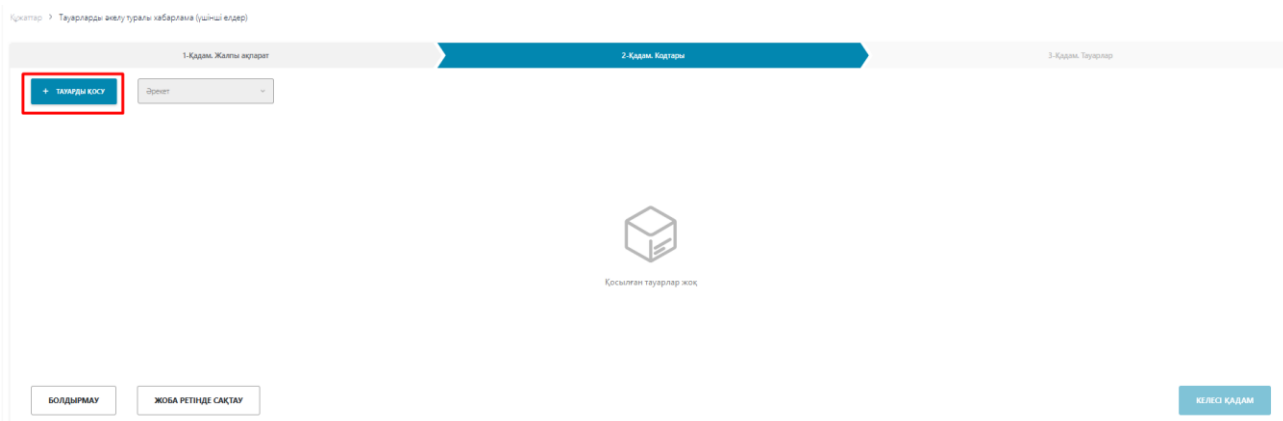 Құжаттар > Тауарларды әкелу туралы хабарлама (үшінші елдер)
1-Қадам. Жалпы ақпарат
2-Қадам. Кодтары
3-Қадам. Тауарлар
+ ТАУАРДЫ ҚОСУ
Әрекет
Қосылған тауарлар жоқ
БОЛДЫРМАУ
ЖОБА РЕТІНДЕ САҚТАУ
КЕЛЕСІ ҚАДАМ